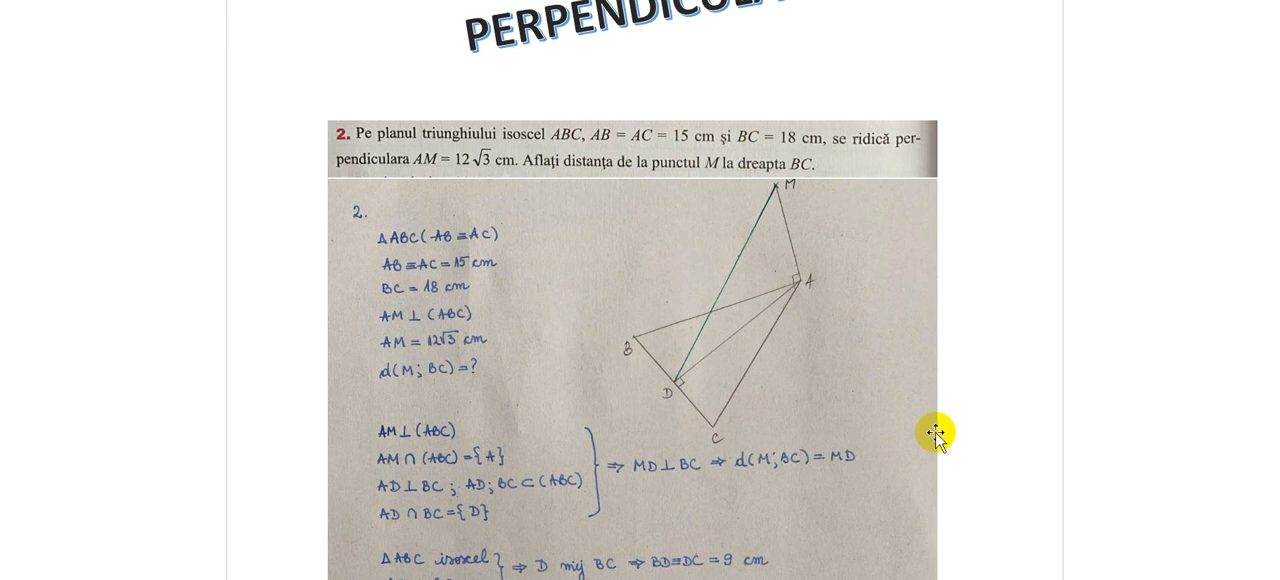 2. Pe planul triunghiului isoscel ABC, AB = AC = 15 cm și BC = 18 cm, se ridică per-
pendiculara AM = 12√3 cm. Aflați distanța de la punctul M la dreapta BC.
2.
M
△ABC (AB ≡ AC)
AB ≡ AC = 15 cm
A
BC = 18 cm
AM ⊥ (ABC)
AM = 12√3 cm
B
d(M; BC) = ?
D
AM ⊥ (ABC)
C
AM ∩ (ABC) = {A}
⇒ MD ⊥ BC ⇒ d(M; BC) = MD
AD ⊥ BC ; AD; BC ⊂ (ABC)
AD ∩ BC = {D}
△ABC isoscel } ⇒ D mij BC ⇒ BD ≡ DC = 9 cm